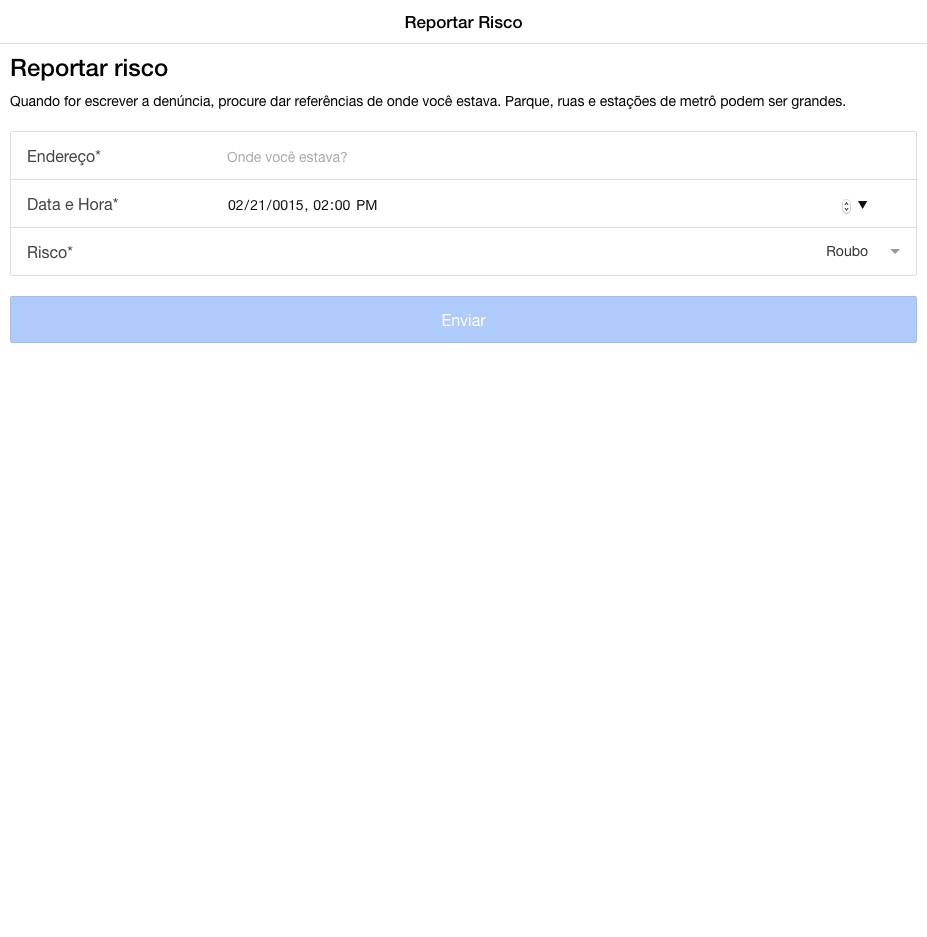 Reportar Risco
Reportar risco
Quando for escrever a denúncia, procure dar referências de onde você estava. Parque, ruas e estações de metrô podem ser grandes.
Endereço* Onde você estava?
Data e Hora* 02/21/0015, 02:00 PM
Risco* Roubo
Enviar